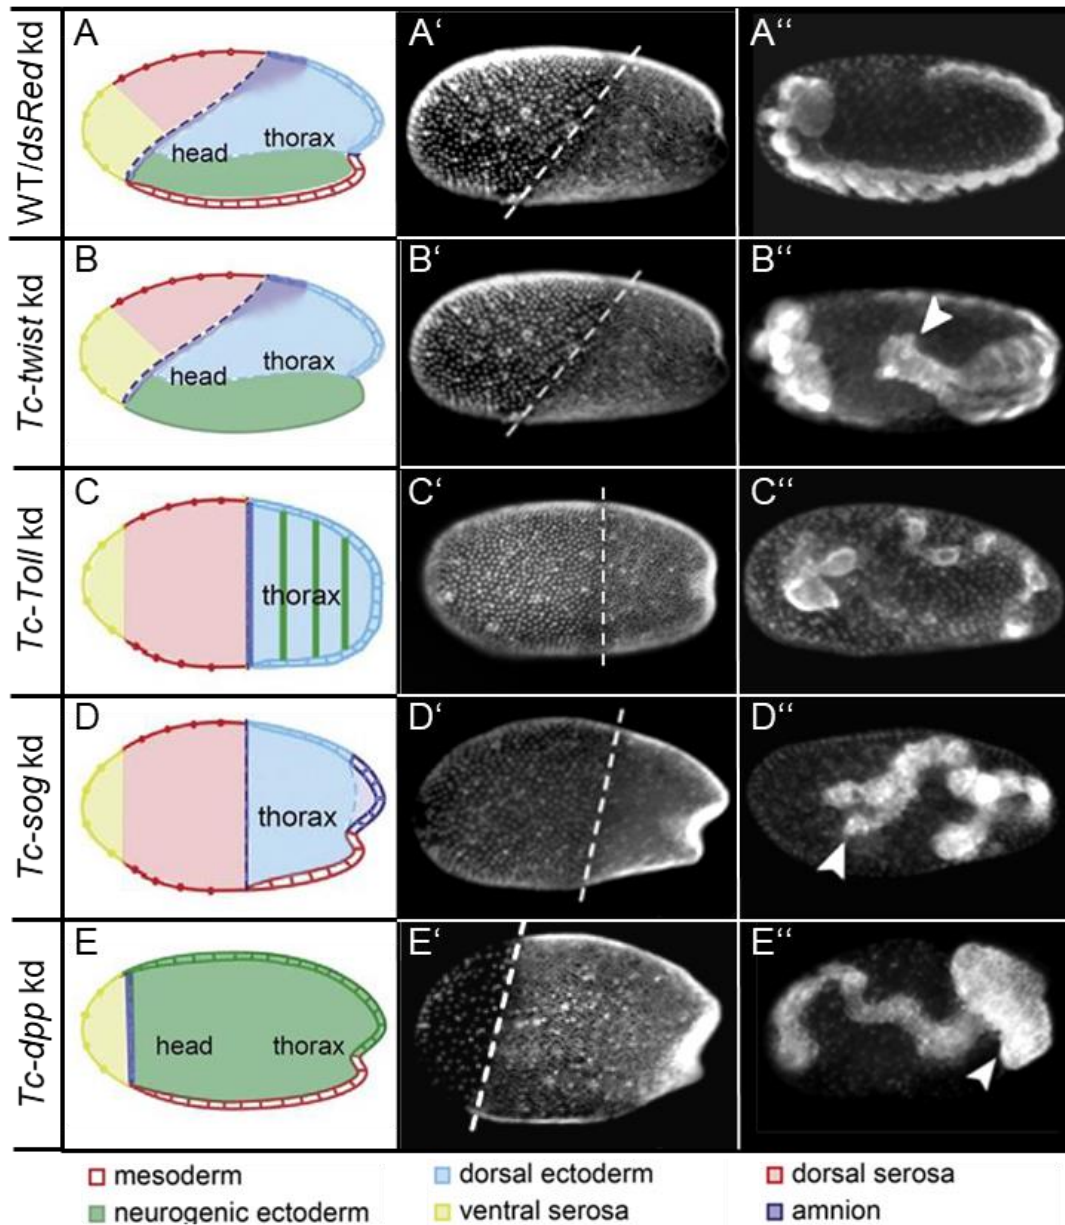 WT/dsRed kd
A
head
thorax
A‘
A‘‘
Tc-twist kd
B
head
thorax
B‘
B‘‘
Tc-Toll kd
C
thorax
C‘
C‘‘
Tc-sog kd
D
thorax
D‘
D‘‘
Tc-dpp kd
E
head
thorax
E‘
E‘‘
mesoderm
dorsal ectoderm
dorsal serosa
neurogenic ectoderm
ventral serosa
amnion